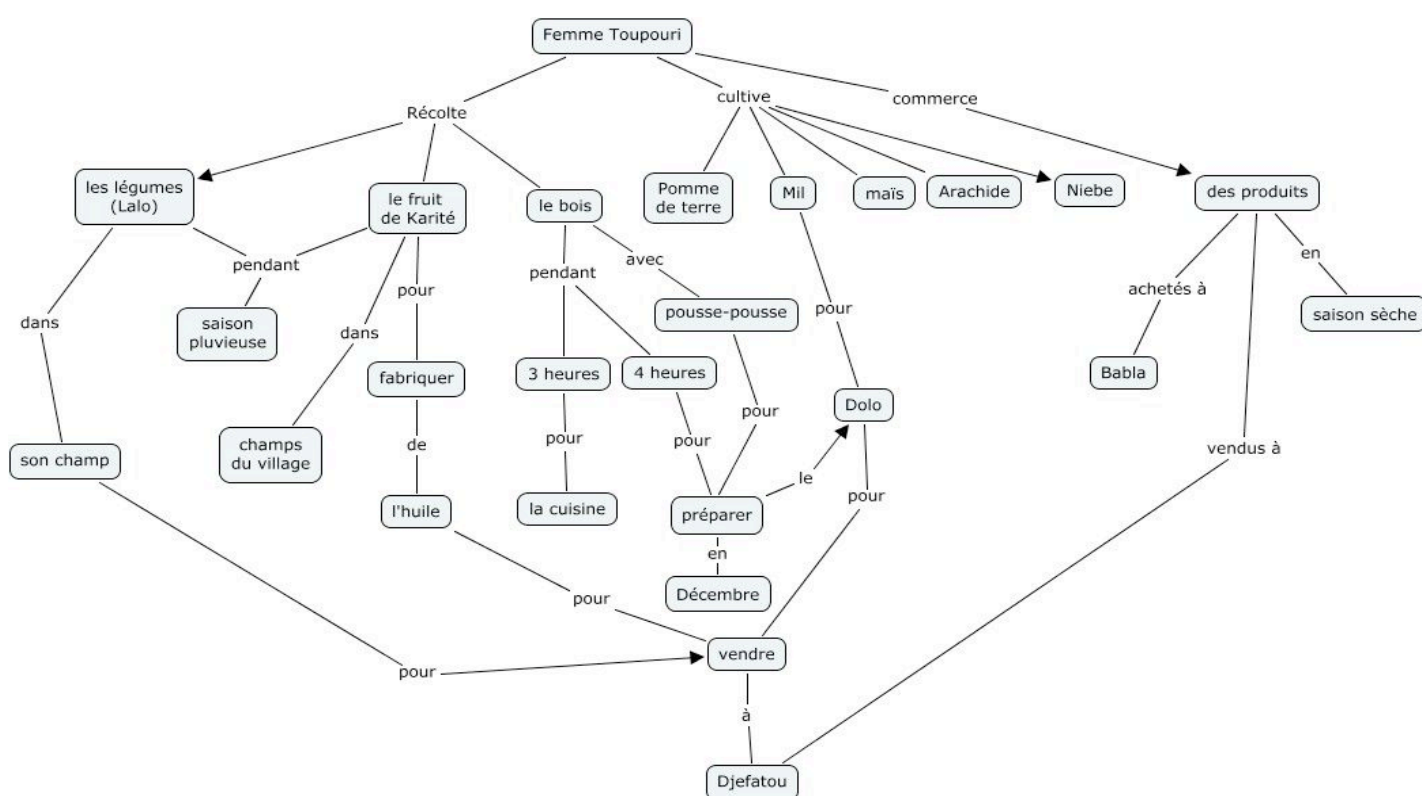 Femme Toupouri
cultive
commerce
Récolte
les légumes
(Lalo)
le fruit
de Karité
le bois
Pomme
de terre
Mil
maïs
Arachide
Niebe
des produits
pendant
pendant
avec
en
pour
achetés à
dans
saison
pluvieuse
dans
pousse-pousse
pour
saison sèche
fabriquer
3 heures
4 heures
Babla
Dolo
pour
son champ
champs
du village
de
pour
pour
vendus à
le
pour
l'huile
la cuisine
préparer
en
Décembre
pour
vendre
pour
à
Djefatou